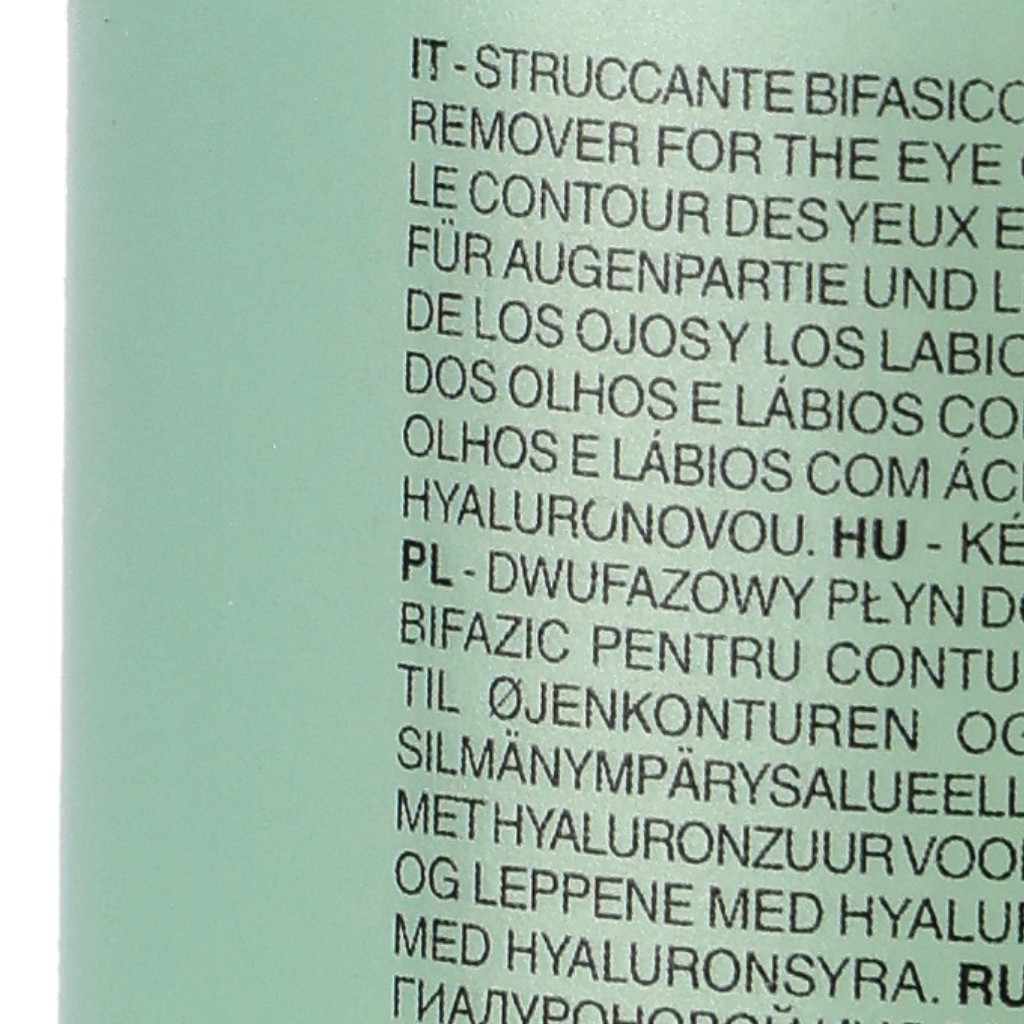 IT - STRUCCANTE BIFASICO
REMOVER FOR THE EYE
LE CONTOUR DES YEUX E
FÜR AUGENPARTIE UND L
DE LOS OJOS Y LOS LABIO
DOS OLHOS E LÁBIOS CO
OLHOS E LÁBIOS COM ÁC
HYALURONOVOU. HU - KÉ
PL - DWUFAZOWY PŁYN DO
BIFAZIC PENTRU CONTU
TIL ØJENKONTUREN OG
SILMÄNYMPÄRYSALUEELL
MET HYALURONZUUR VOO
OG LEPPENE MED HYALU
MED HYALURONSYRA. RU